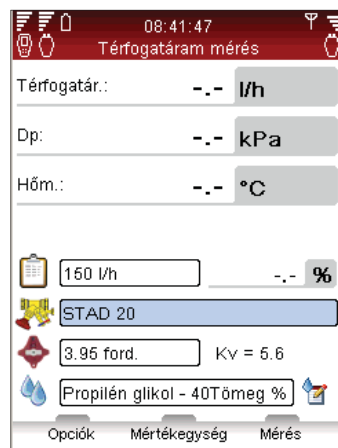 08:41:47
Térfogatáram mérés
Térfogatár.: -.- l/h
Dp: -.- kPa
Hőm.: -.- °C
150 l/h -.- %
STAD 20
3.95 ford. Kv = 5.6
Propilén glikol - 40Tömeg %
Opciók Mértékegység Mérés